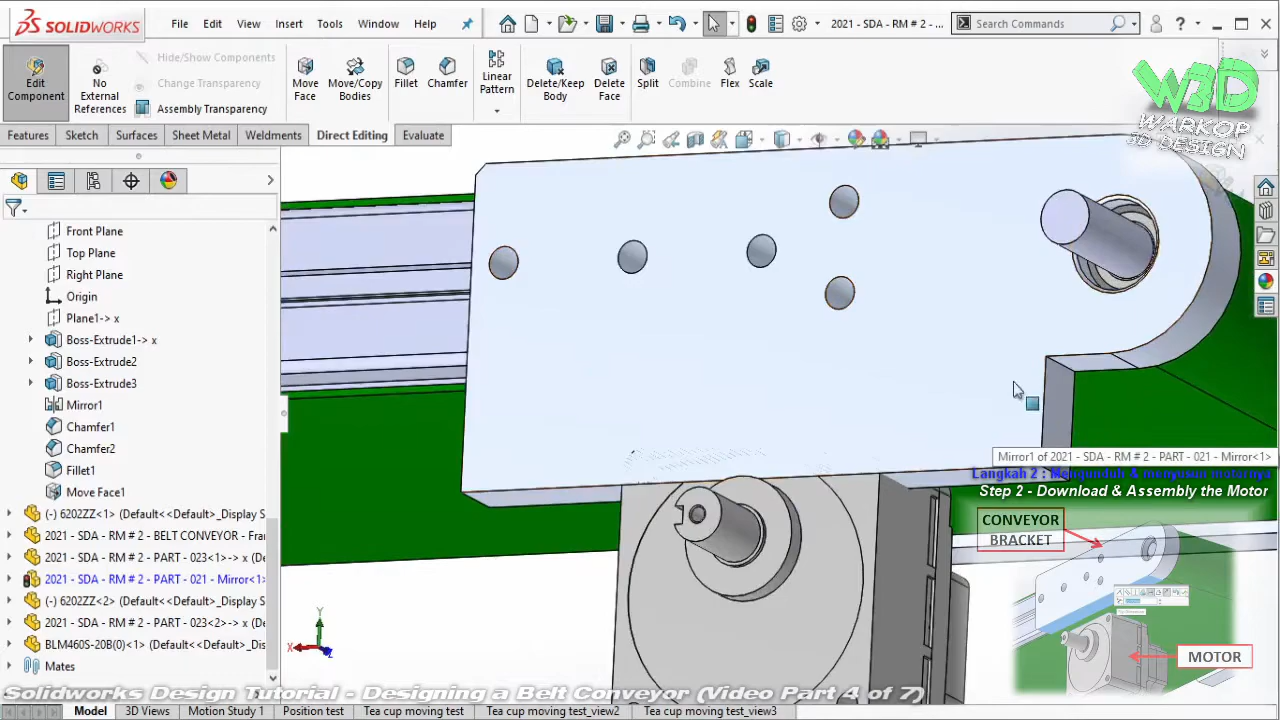 SOLIDWORKS
File Edit View Insert Tools Window Help
2021 - SDA - RM # 2 - ...
Search Commands
Edit Component
No External References
Hide/Show Components
Change Transparency
Assembly Transparency
Move Face
Move/Copy Bodies
Fillet
Chamfer
Linear Pattern
Delete/Keep Body
Delete Face
Split
Combine
Flex
Scale
W3D
WARKOP
3D DESIGN
Features Sketch Surfaces Sheet Metal Weldments Direct Editing Evaluate
Front Plane
Top Plane
Right Plane
Origin
Plane1-> x
Boss-Extrude1-> x
Boss-Extrude2
Boss-Extrude3
Mirror1
Chamfer1
Chamfer2
Fillet1
Move Face1
(-) 6202ZZ<1> (Default<<Default>_Display S
2021 - SDA - RM # 2 - BELT CONVEYOR - Fra
2021 - SDA - RM # 2 - PART - 023<1>-> x (De
2021 - SDA - RM # 2 - PART - 021 - Mirror<1>
(-) 6202ZZ<2> (Default<<Default>_Display S
2021 - SDA - RM # 2 - PART - 023<2>-> x (De
BLM460S-20B(0)<1> (Default<<Default>_Dis
Mates
Mirror1 of 2021 - SDA - RM # 2 - PART - 021 - Mirror<1>
Langkah 2 : Mengunduh & menyusun motornya
Step 2 - Download & Assembly the Motor
CONVEYOR
BRACKET
MOTOR
Y
X
Z
Solidworks Design Tutorial - Designing a Belt Conveyor (Video Part 4 of 7)
Model 3D Views Motion Study 1 Position test Tea cup moving test Tea cup moving test_view2 Tea cup moving test_view3